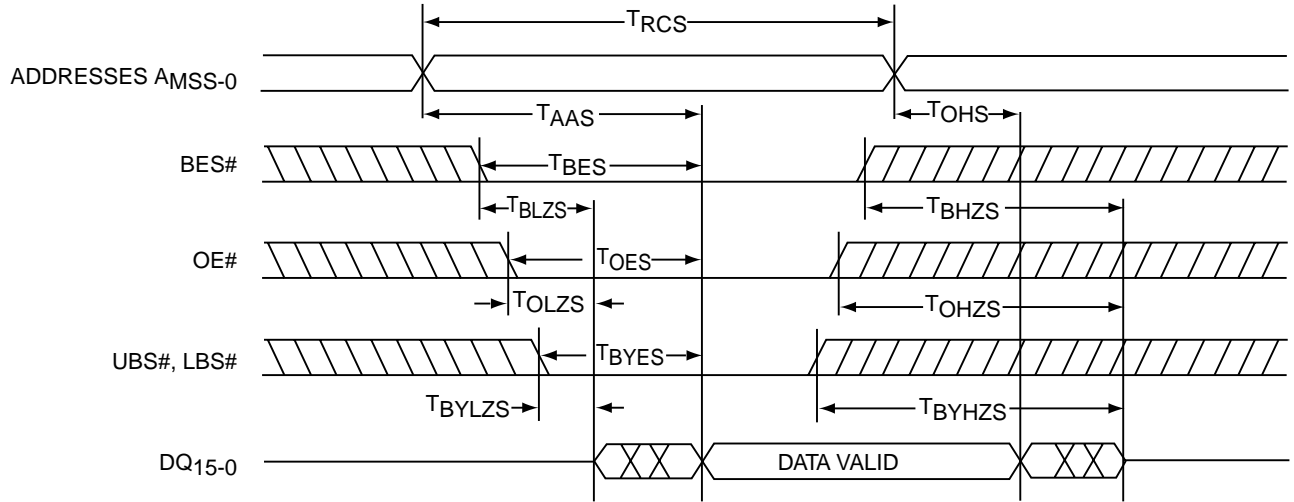 TRCS
ADDRESSES AMSS-0
TAAS
TOHS
BES#
TBES
TBLZS
TBHZS
OE#
TOES
TOLZS
TOHZS
UBS#, LBS#
TBYES
TBYLZS
TBYHZS
DQ15-0
DATA VALID